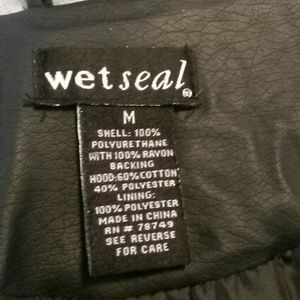 wet seal
M
SHELL: 100%
POLYURETHANE
WITH 100% RAYON
BACKING
HOOD:60%COTTON
40% POLYESTER
LINING:
100% POLYESTER
MADE IN CHINA
RN # 78749
SEE REVERSE
FOR CARE